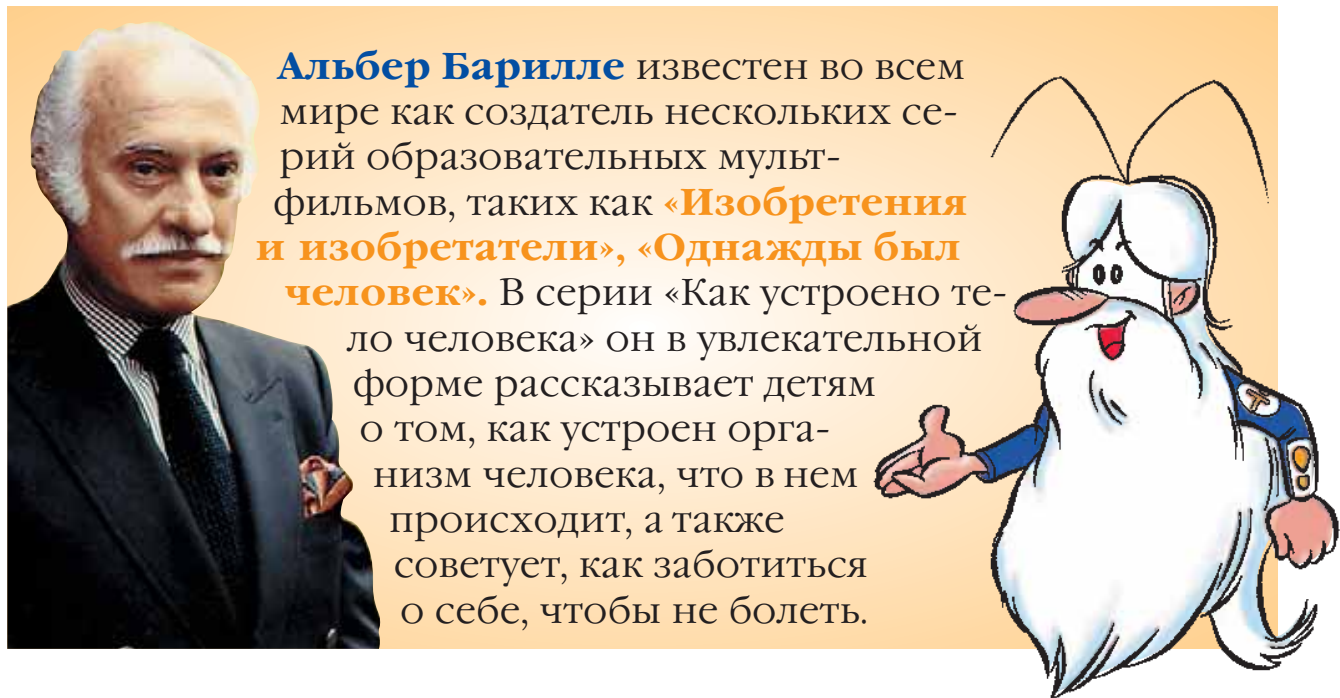 Альбер Барилле известен во всем
мире как создатель нескольких се-
рий образовательных мульт-
фильмов, таких как «Изобретения
и изобретатели», «Однажды был
человек». В серии «Как устроено те-
ло человека» он в увлекательной
форме рассказывает детям
о том, как устроен орга-
низм человека, что в нем
происходит, а также
советует, как заботиться
о себе, чтобы не болеть.